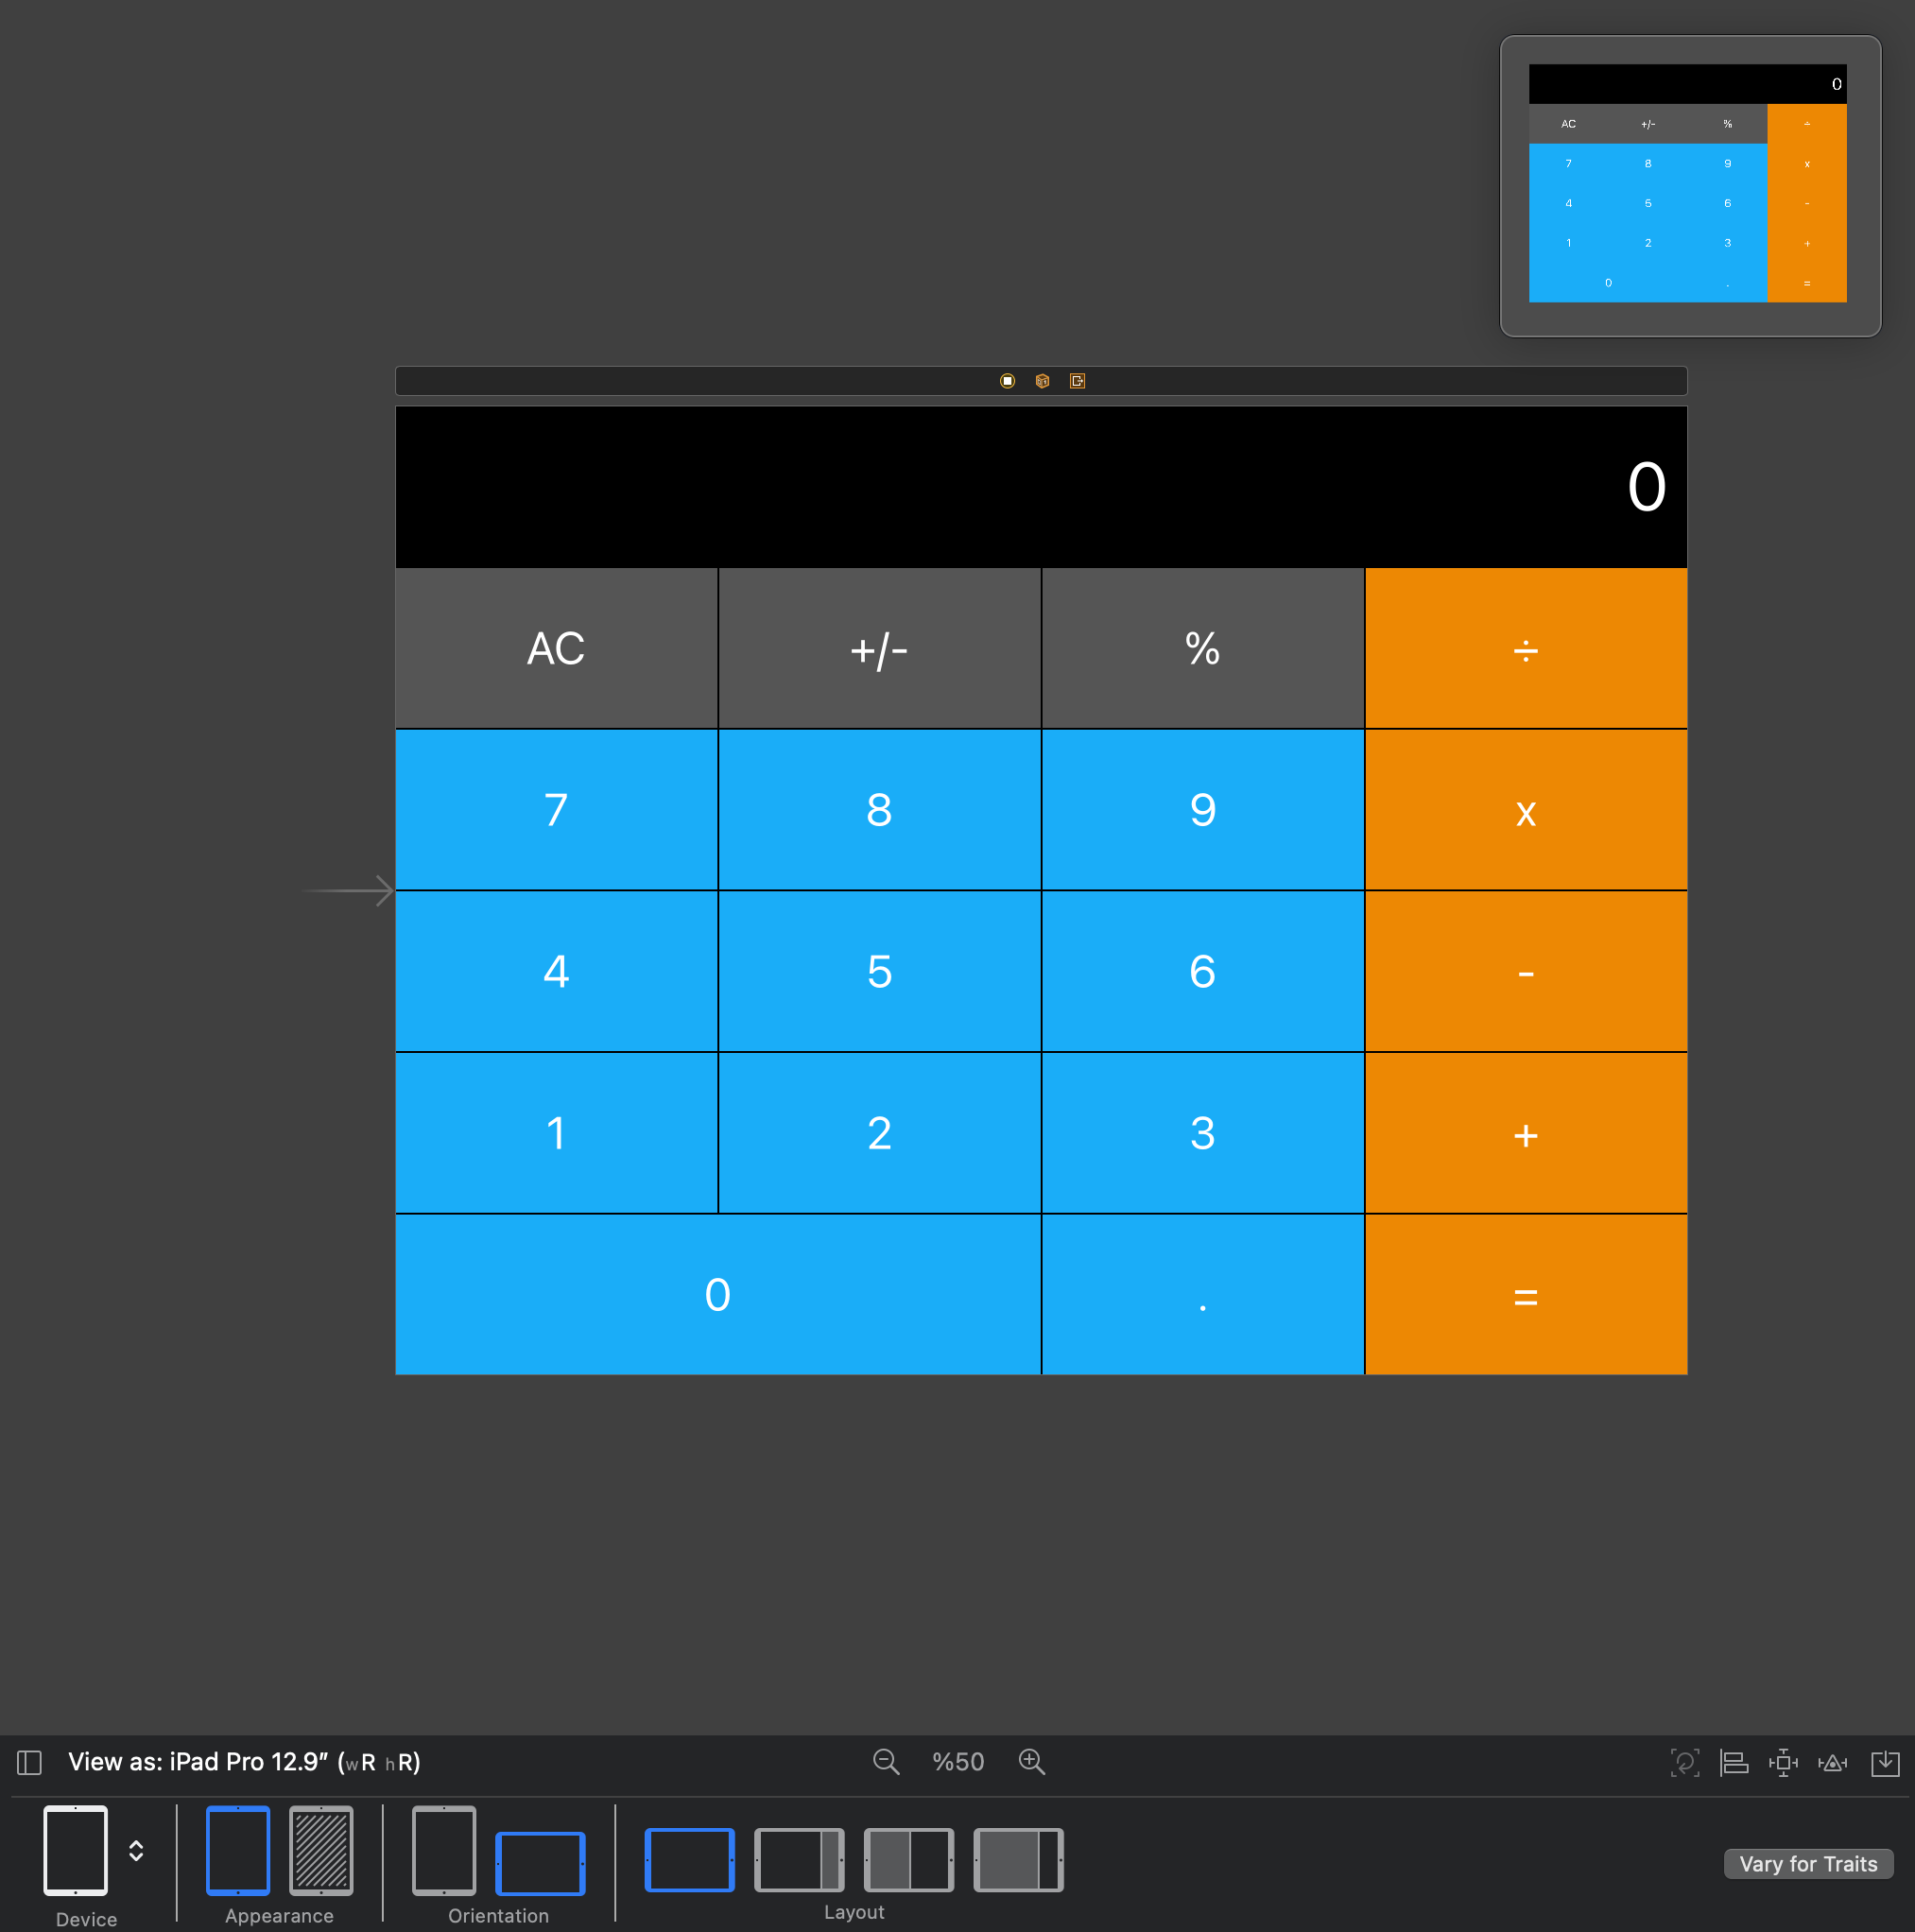 0
AC +/- % ÷
7 8 9 x
4 5 6 -
1 2 3 +
0 . =
0
AC +/- % ÷
7 8 9 x
4 5 6 -
1 2 3 +
0 . =
View as: iPad Pro 12.9” (wR hR)
%50
Vary for Traits
Device
Appearance
Orientation
Layout